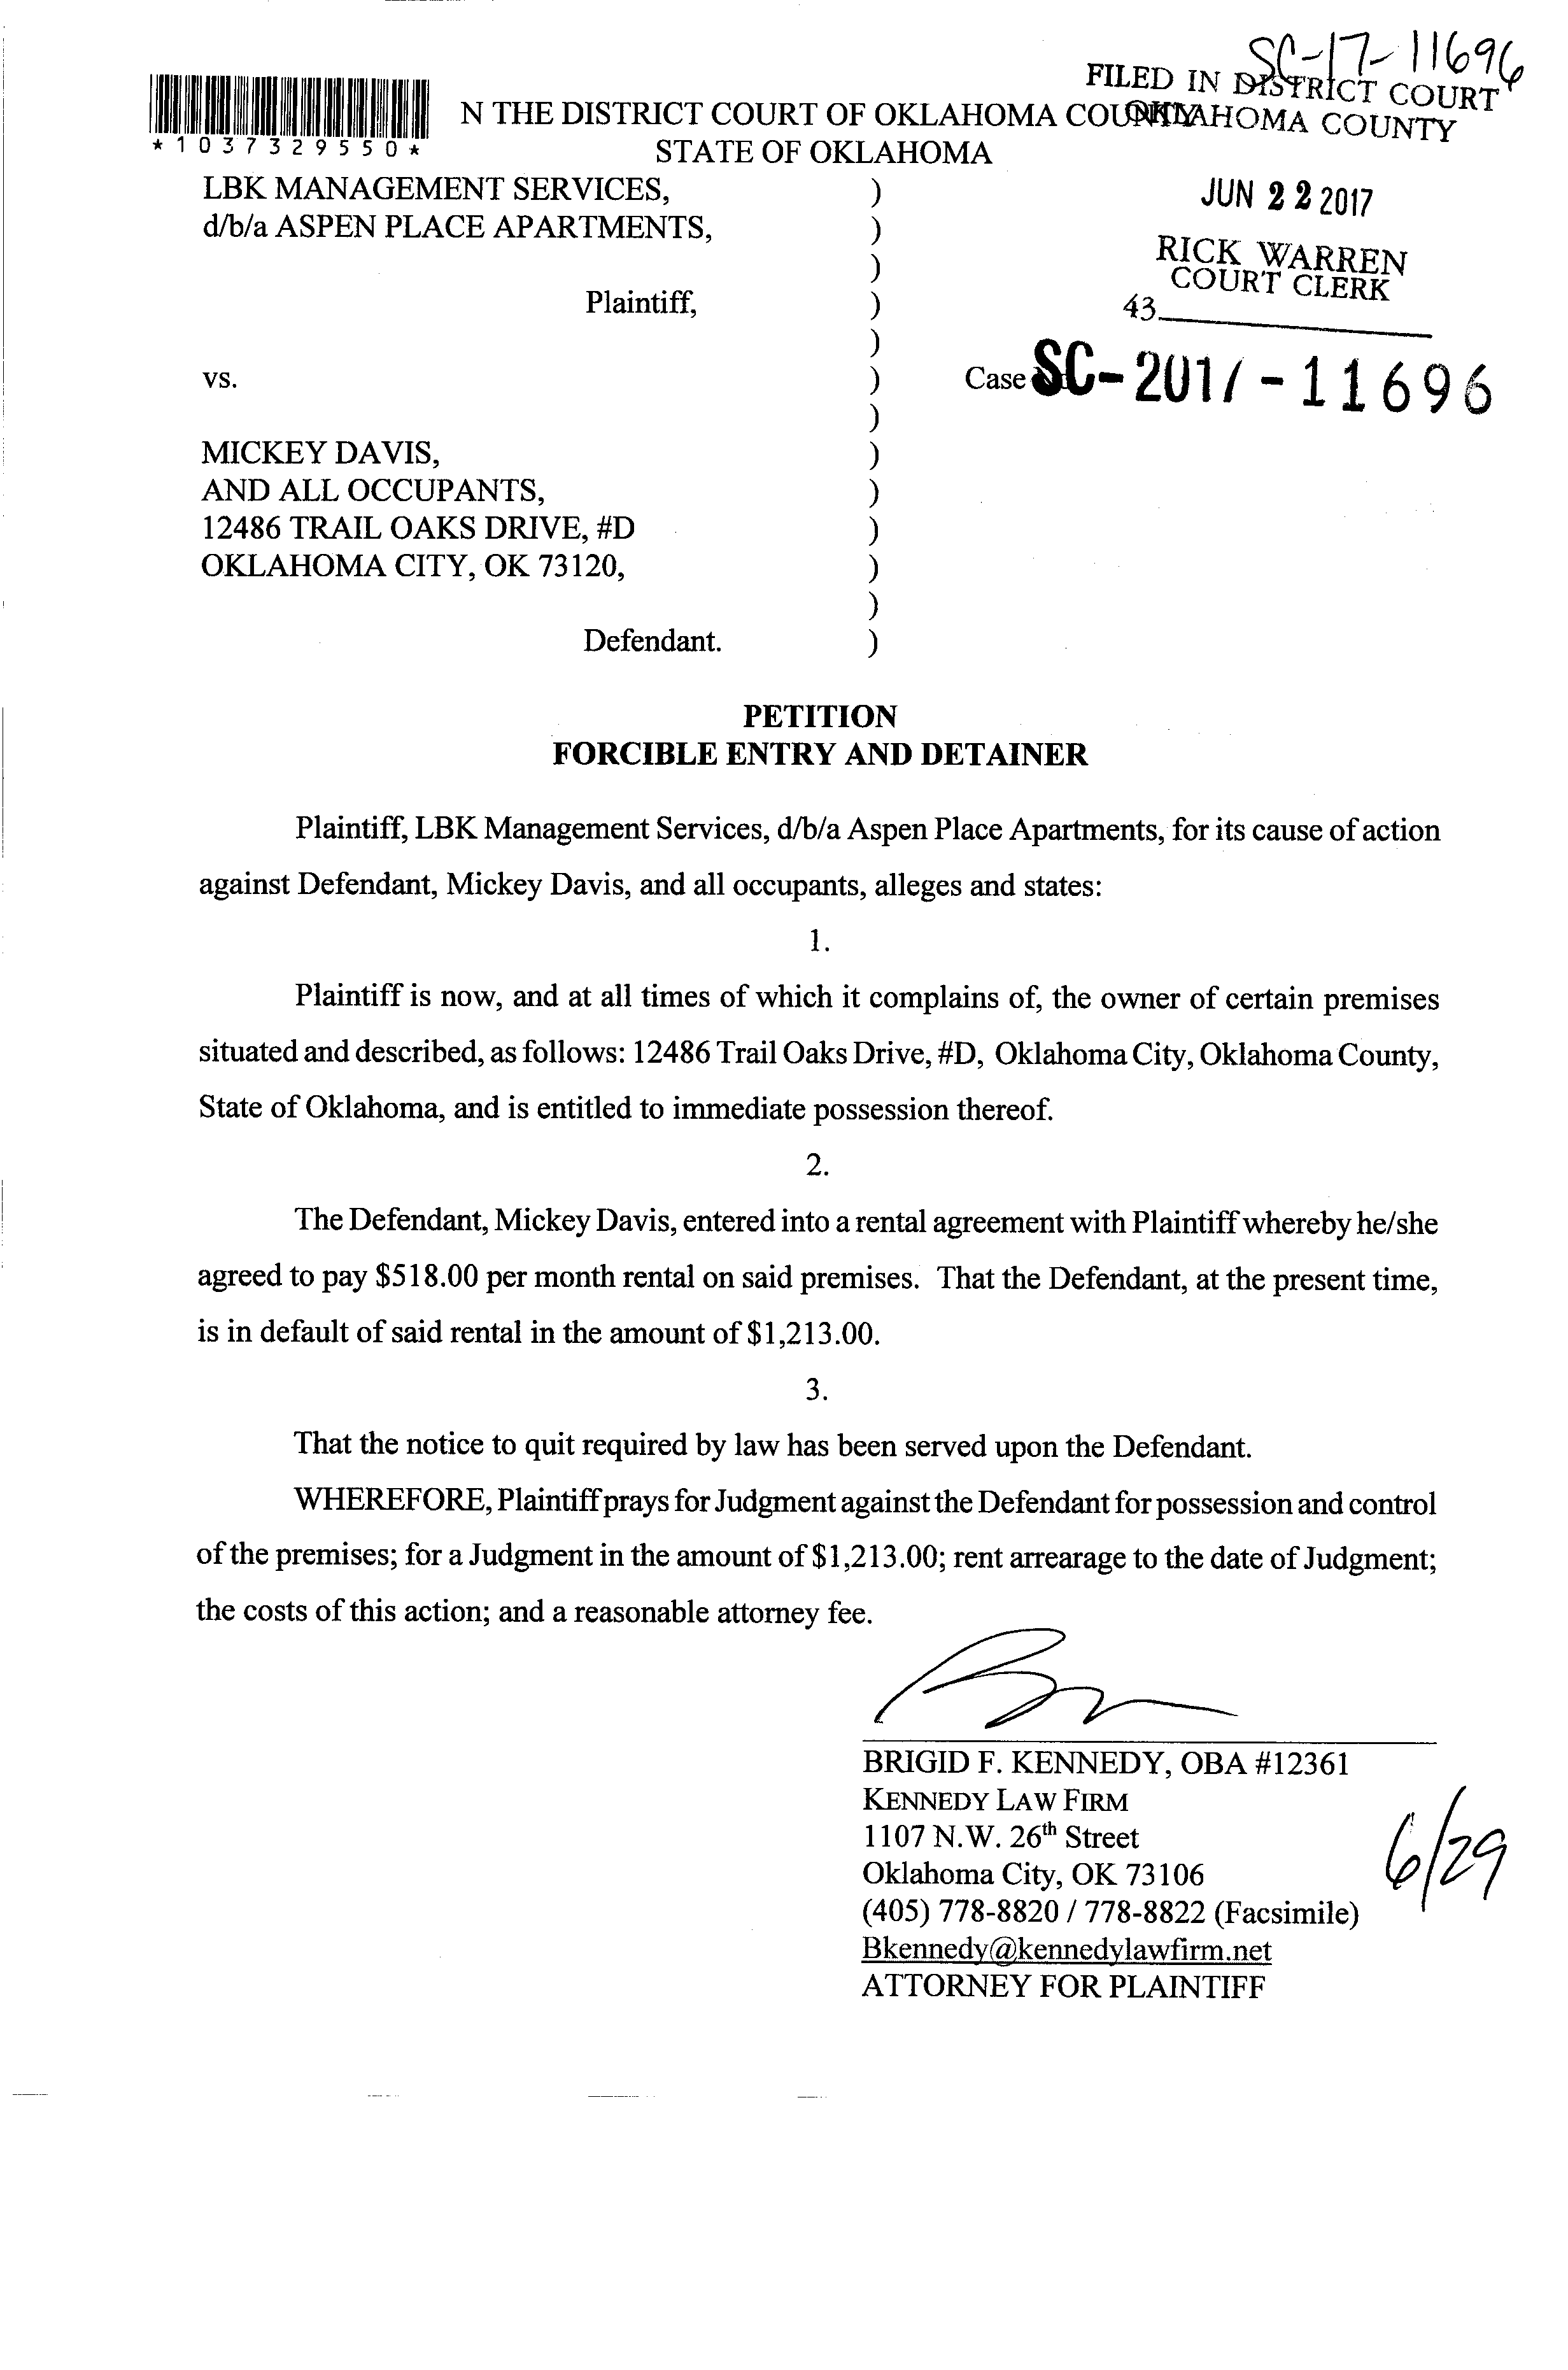 SC-17-11696
FILED IN DISTRICT COURT
OKLAHOMA COUNTY
N THE DISTRICT COURT OF OKLAHOMA COUNTY
*1037329550*
STATE OF OKLAHOMA
LBK MANAGEMENT SERVICES, )
d/b/a ASPEN PLACE APARTMENTS, )
)
Plaintiff, )
)
vs. )
)
MICKEY DAVIS, )
AND ALL OCCUPANTS, )
12486 TRAIL OAKS DRIVE, #D )
OKLAHOMA CITY, OK 73120, )
)
Defendant. )
JUN 22 2017
RICK WARREN
COURT CLERK
43
Case SC-2017-11696
PETITION
FORCIBLE ENTRY AND DETAINER
Plaintiff, LBK Management Services, d/b/a Aspen Place Apartments, for its cause of action
against Defendant, Mickey Davis, and all occupants, alleges and states:
1.
Plaintiff is now, and at all times of which it complains of, the owner of certain premises
situated and described, as follows: 12486 Trail Oaks Drive, #D, Oklahoma City, Oklahoma County,
State of Oklahoma, and is entitled to immediate possession thereof.
2.
The Defendant, Mickey Davis, entered into a rental agreement with Plaintiff whereby he/she
agreed to pay $518.00 per month rental on said premises. That the Defendant, at the present time,
is in default of said rental in the amount of $1,213.00.
3.
That the notice to quit required by law has been served upon the Defendant.
WHEREFORE, Plaintiff prays for Judgment against the Defendant for possession and control
of the premises; for a Judgment in the amount of $1,213.00; rent arrearage to the date of Judgment;
the costs of this action; and a reasonable attorney fee.
BRIGID F. KENNEDY, OBA #12361
KENNEDY LAW FIRM
1107 N.W. 26th Street
Oklahoma City, OK 73106
(405) 778-8820 / 778-8822 (Facsimile)
Bkennedy@kennedylawfirm.net
ATTORNEY FOR PLAINTIFF
6/29